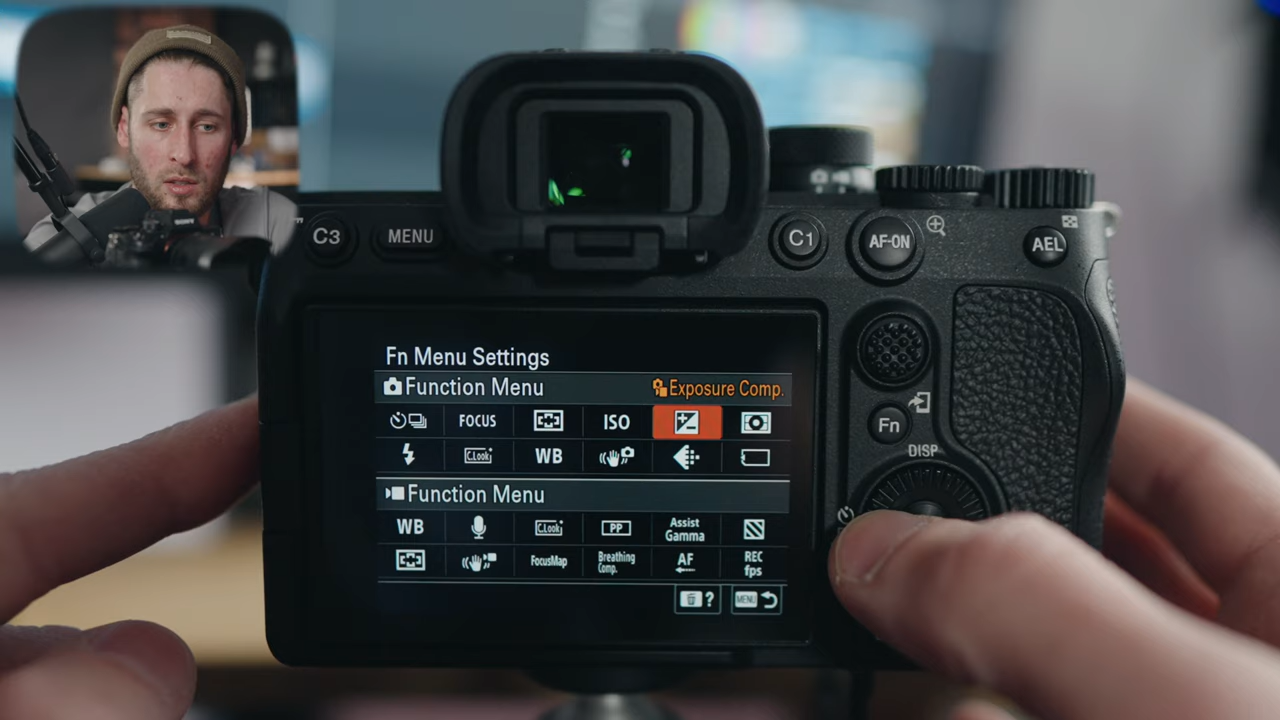 SONY
C3
MENU
C1
AF-ON
AEL
Fn Menu Settings
Function Menu
Exposure Comp.
FOCUS
ISO
C.Look
WB
Function Menu
WB
C.Look
PP
Assist Gamma
FocusMap
Breathing Comp.
AF
REC fps
?
MENU
Fn
DISP